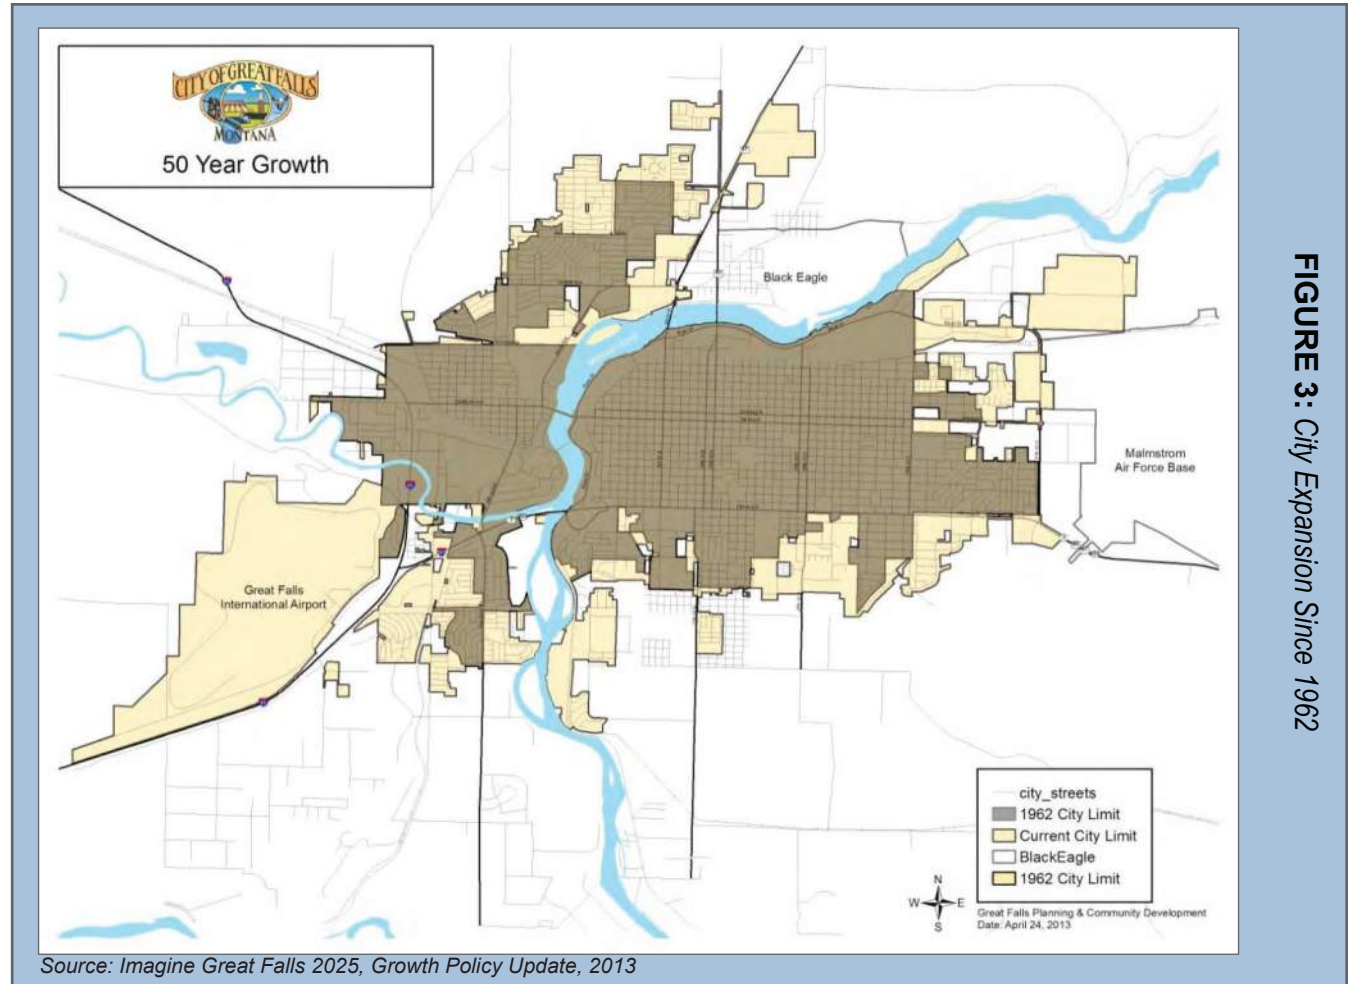 CITY OF GREAT FALLS
MONTANA
50 Year Growth
Black Eagle
Malmstrom
Air Force Base
Great Falls
International Airport
city_streets
1962 City Limit
Current City Limit
BlackEagle
1962 City Limit
N
W E
S
Great Falls Planning & Community Development
Date: April 24, 2013
FIGURE 3: City Expansion Since 1962
Source: Imagine Great Falls 2025, Growth Policy Update, 2013